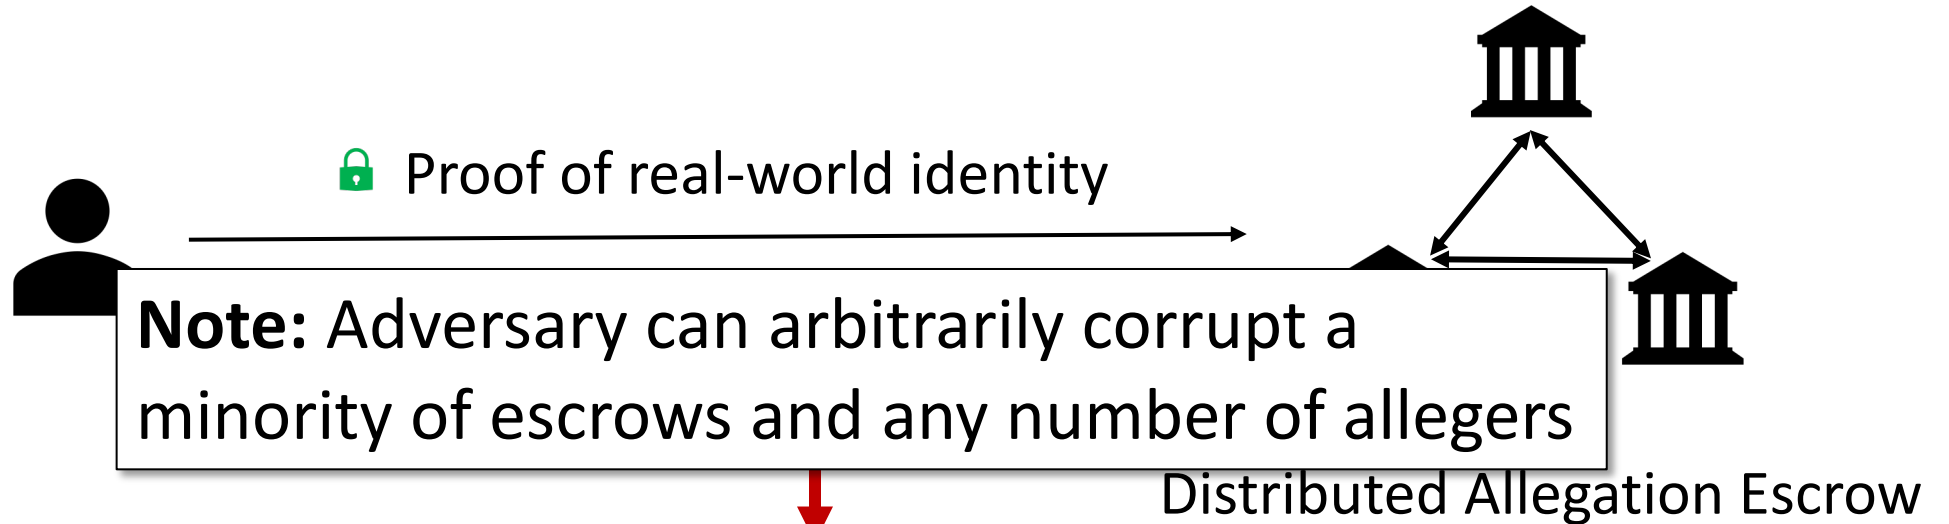 Proof of real-world identity
Note: Adversary can arbitrarily corrupt a
minority of escrows and any number of allegers
Distributed Allegation Escrow